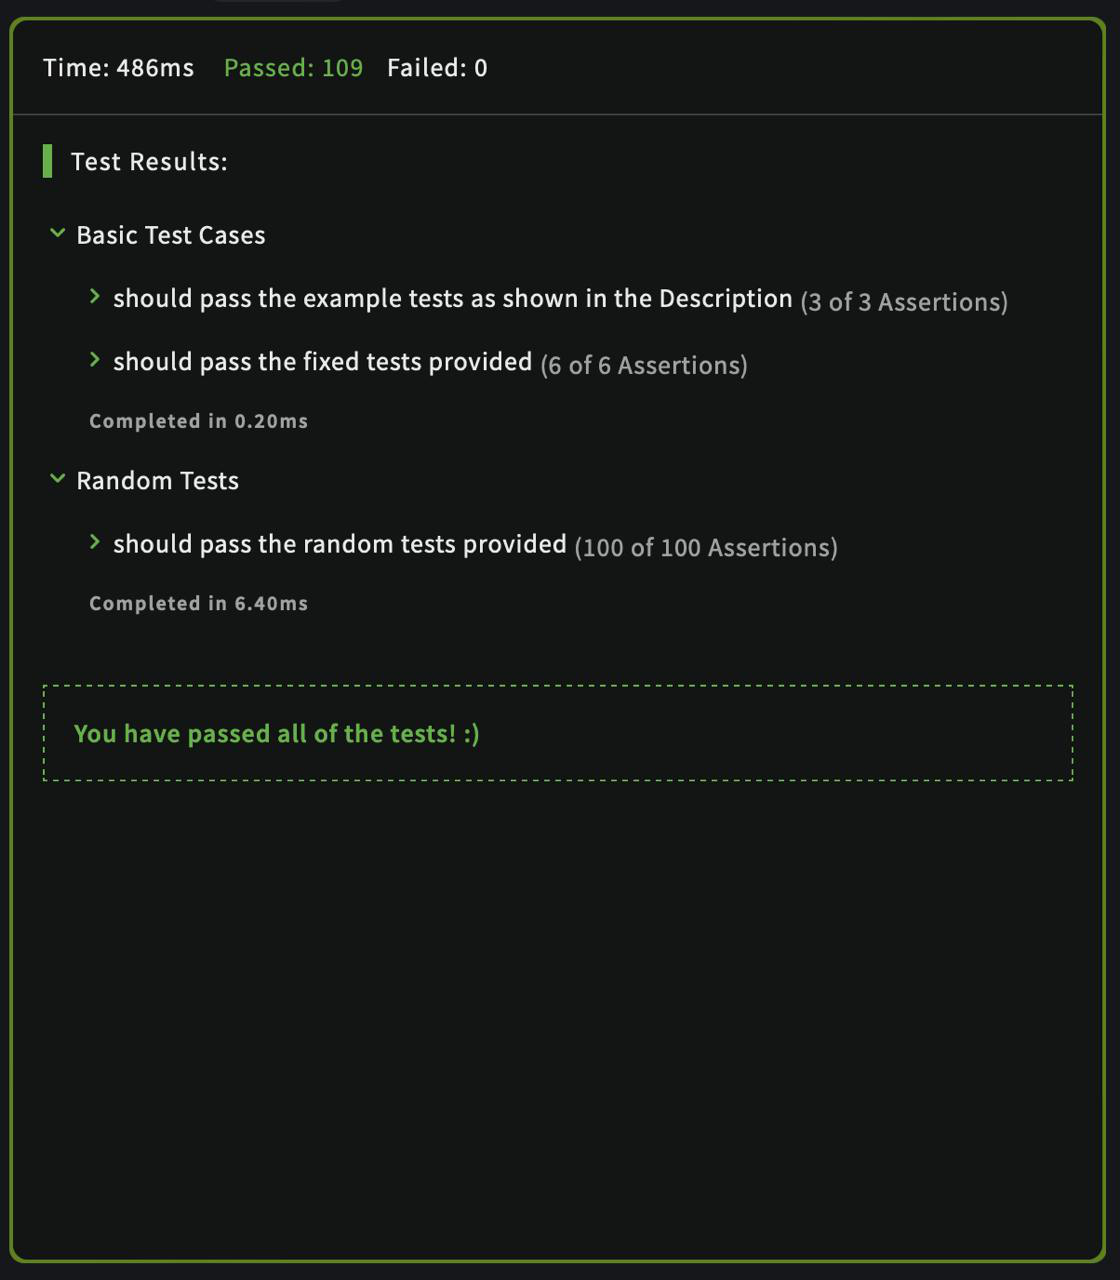 Time: 486ms Passed: 109 Failed: 0
Test Results:
Basic Test Cases
should pass the example tests as shown in the Description (3 of 3 Assertions)
should pass the fixed tests provided (6 of 6 Assertions)
Completed in 0.20ms
Random Tests
should pass the random tests provided (100 of 100 Assertions)
Completed in 6.40ms
You have passed all of the tests! :)